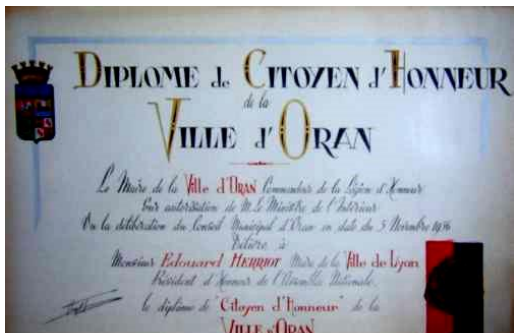 DIPLOME de CITOYEN d'HONNEUR
de la
VILLE d'ORAN
Le Maire de la Ville d'ORAN Commandeur de la Légion d'Honneur
Sur autorisation de M. Le Ministre de l'Intérieur
Vu la délibération du Conseil Municipal d'Oran en date du 5 Novembre 1956
Délivre à
Monsieur Edouard HERRIOT Maire de la Ville de Lyon
Président d'Honneur de l'Assemblée Nationale,
le diplôme de "Citoyen d'Honneur" de la
VILLE d'ORAN